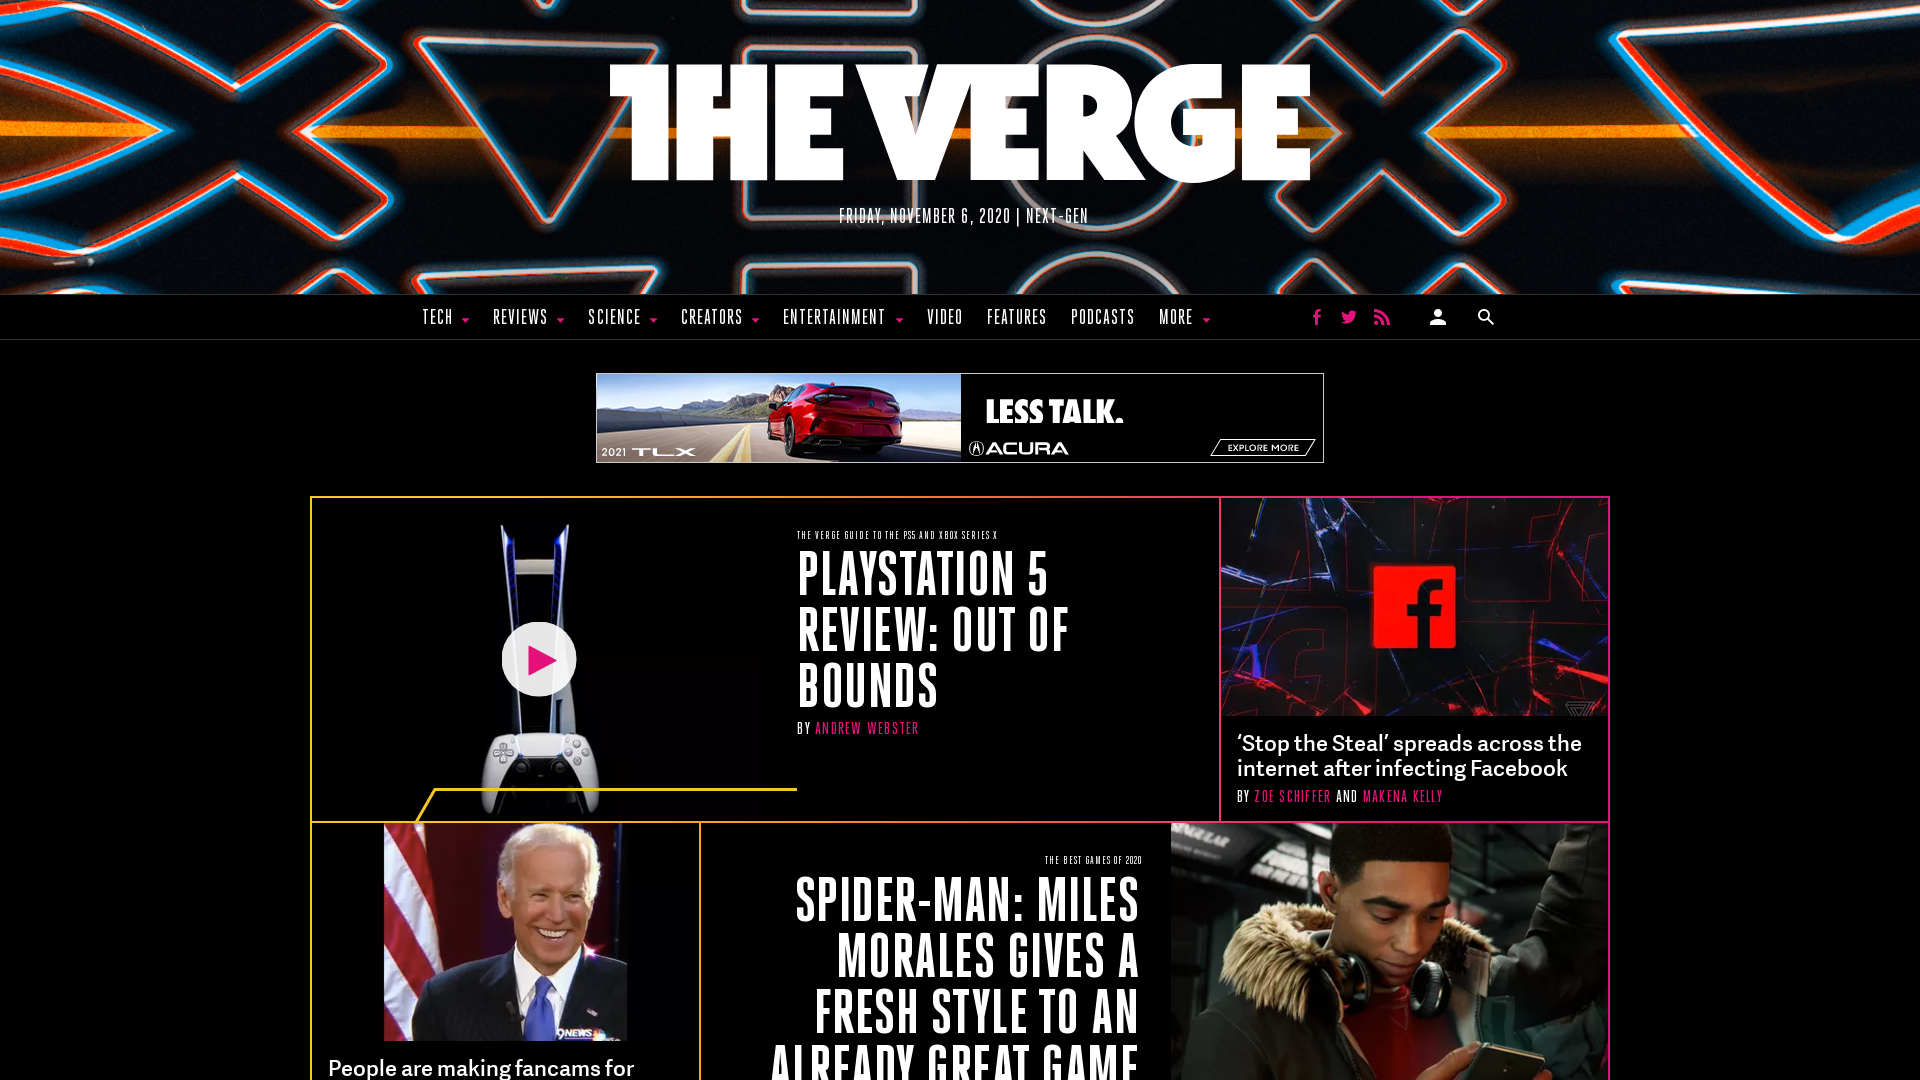 THE VERGE
FRIDAY, NOVEMBER 6, 2020 | NEXT-GEN
TECH REVIEWS SCIENCE CREATORS ENTERTAINMENT VIDEO FEATURES PODCASTS MORE
2021 TLX
LESS TALK.
ACURA
EXPLORE MORE
THE VERGE GUIDE TO THE PS5 AND XBOX SERIES X
PLAYSTATION 5
REVIEW: OUT OF
BOUNDS
BY ANDREW WEBSTER
‘Stop the Steal’ spreads across the
internet after infecting Facebook
BY ZOE SCHIFFER AND MAKENA KELLY
9NEWS
People are making fancams for
THE BEST GAMES OF 2020
SPIDER-MAN: MILES
MORALES GIVES A
FRESH STYLE TO AN
ALREADY GREAT GAME